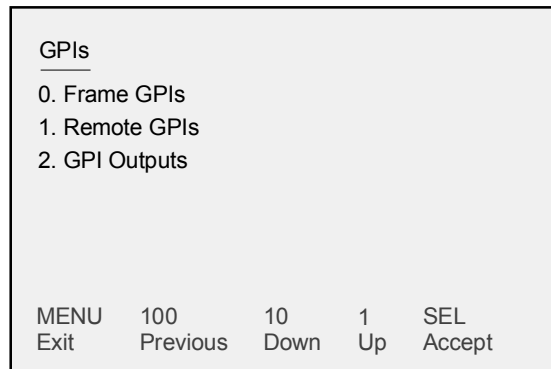 GPIs
0. Frame GPIs
1. Remote GPIs
2. GPI Outputs
MENU 100 10 1 SEL
Exit Previous Down Up Accept